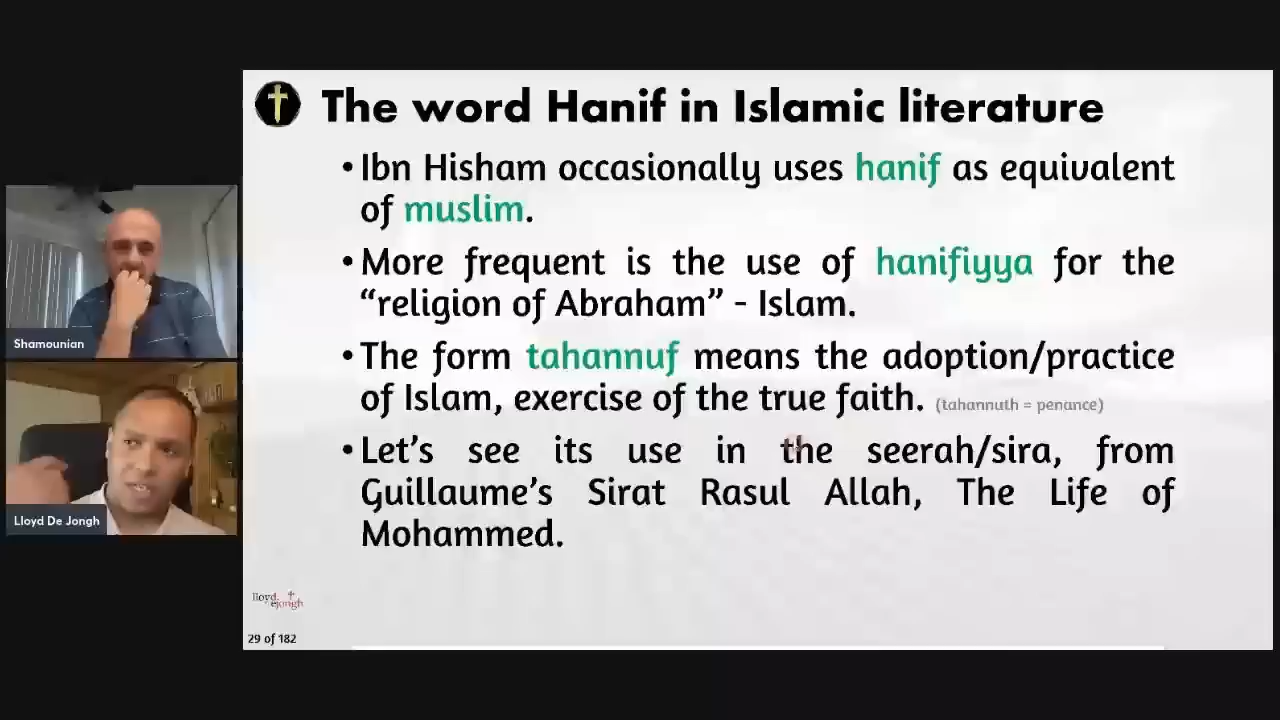 The word Hanif in Islamic literature
•Ibn Hisham occasionally uses hanif as equivalent
of muslim.
•More frequent is the use of hanifiyya for the
“religion of Abraham” - Islam.
•The form tahannuf means the adoption/practice
of Islam, exercise of the true faith. (tahannuth = penance)
•Let’s see its use in the seerah/sira, from
Guillaume’s Sirat Rasul Allah, The Life of
Mohammed.
Shamounian
Lloyd De Jongh
lloyd
dejongh
29 of 182